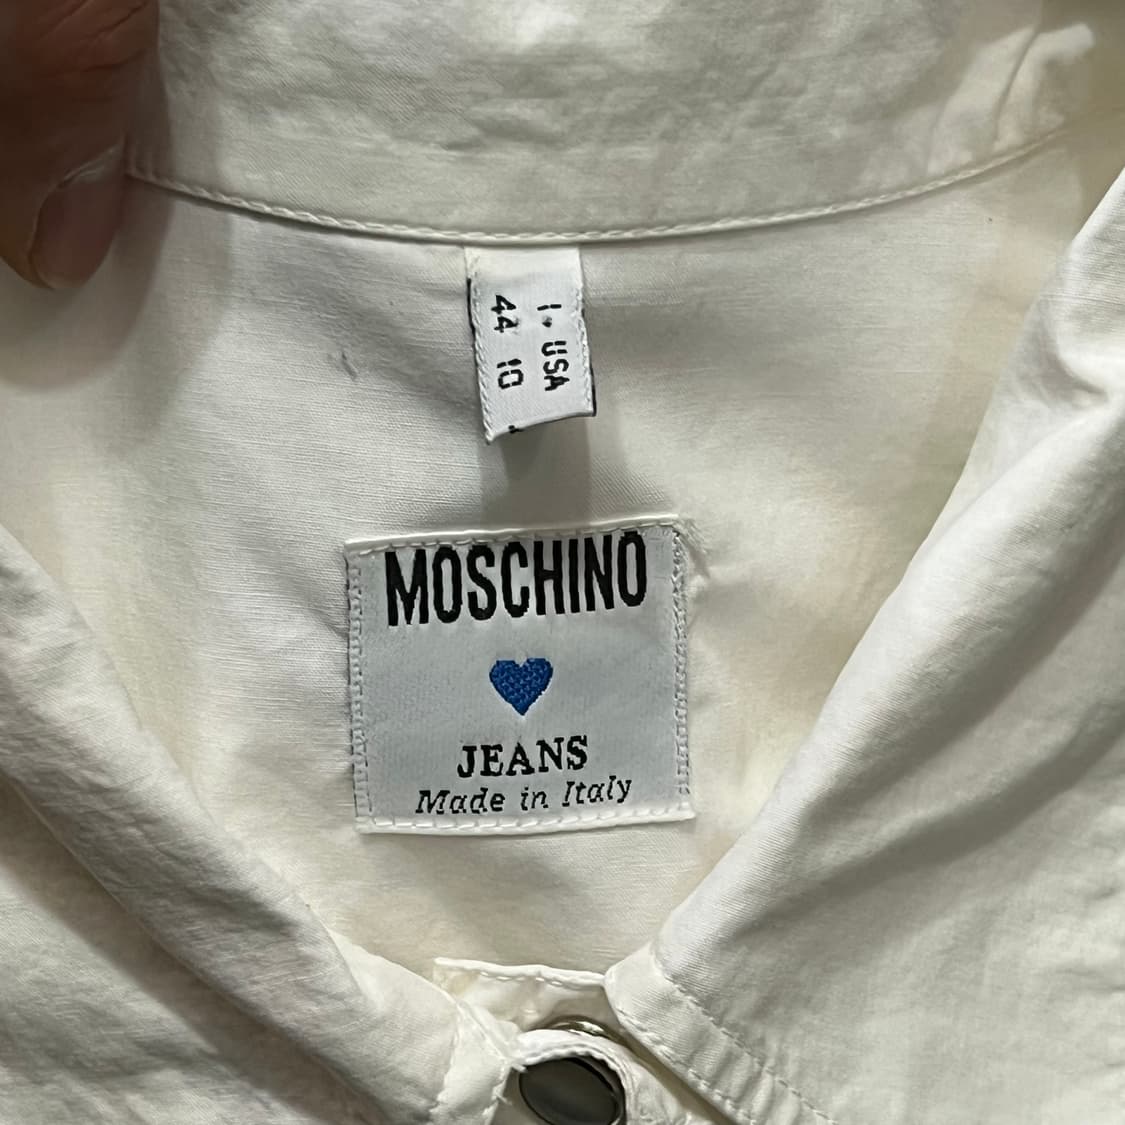 I. USA
44 10
MOSCHINO
JEANS
Made in Italy